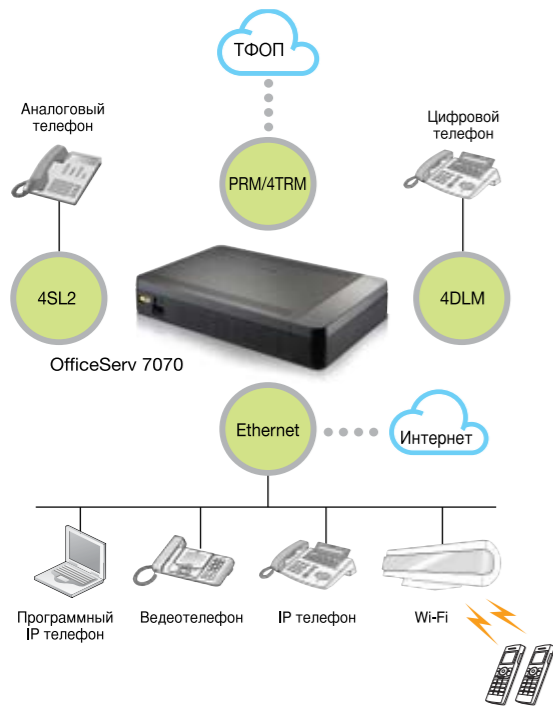 ТФОП
Аналоговый
телефон
Цифровой
телефон
PRM/4TRM
4SL2
4DLM
OfficeServ 7070
Ethernet
Интернет
Программный
IP телефон
Ведеотелефон
IP телефон
Wi-Fi